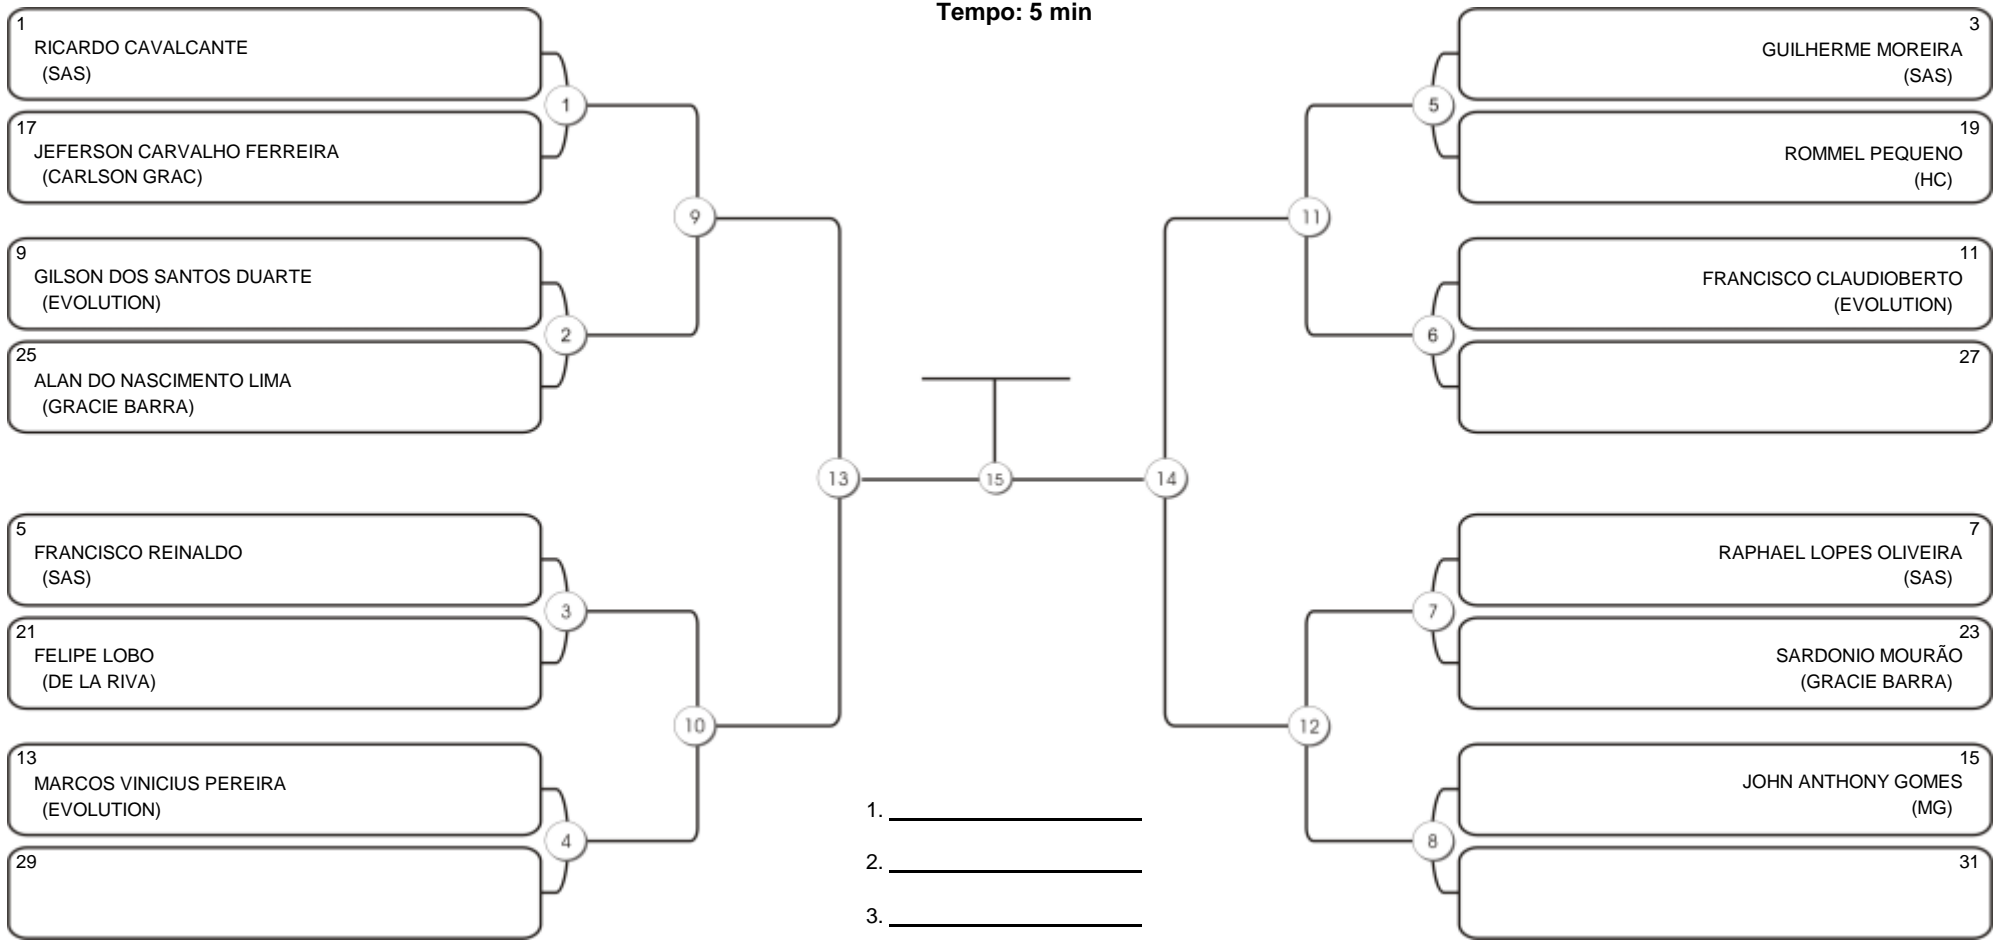 Tempo: 5 min
1
RICARDO CAVALCANTE
(SAS)
17
JEFERSON CARVALHO FERREIRA
(CARLSON GRAC)
1
9
GILSON DOS SANTOS DUARTE
(EVOLUTION)
25
ALAN DO NASCIMENTO LIMA
(GRACIE BARRA)
2
9
5
FRANCISCO REINALDO
(SAS)
21
FELIPE LOBO
(DE LA RIVA)
3
13
MARCOS VINICIUS PEREIRA
(EVOLUTION)
29
4
10
13
15
14
3
GUILHERME MOREIRA
(SAS)
19
ROMMEL PEQUENO
(HC)
5
11
FRANCISCO CLAUDIOBERTO
(EVOLUTION)
27
6
11
7
RAPHAEL LOPES OLIVEIRA
(SAS)
23
SARDONIO MOURÃO
(GRACIE BARRA)
7
15
JOHN ANTHONY GOMES
(MG)
31
8
12
1.
2.
3.